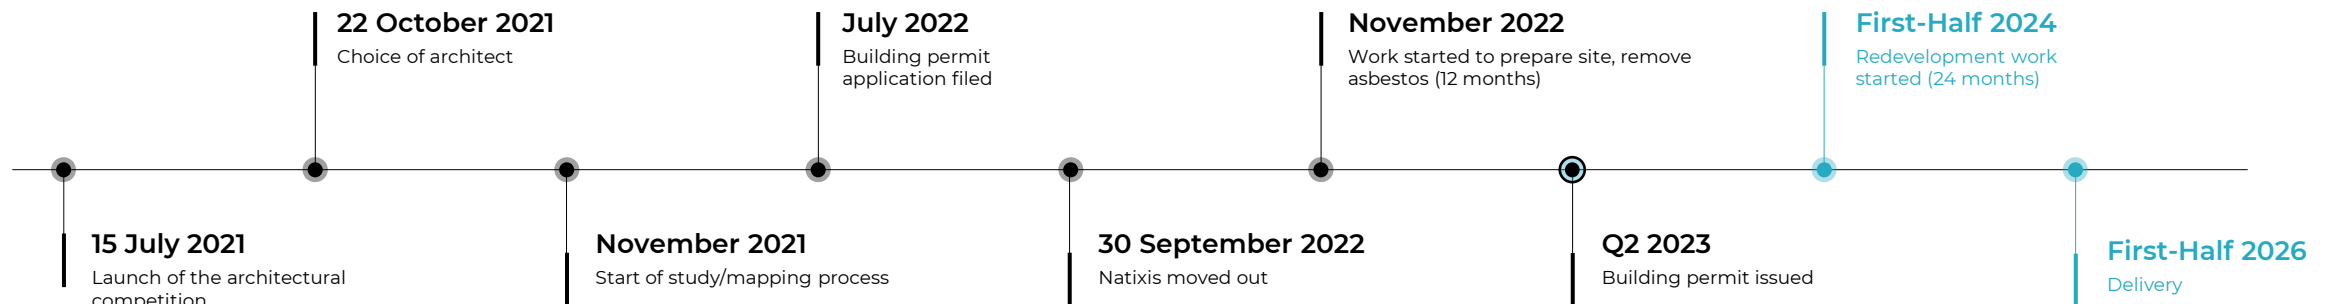 22 October 2021
Choice of architect
July 2022
Building permit
application filed
November 2022
Work started to prepare site, remove
asbestos (12 months)
First-Half 2024
Redevelopment work
started (24 months)
15 July 2021
Launch of the architectural
competition
November 2021
Start of study/mapping process
30 September 2022
Natixis moved out
Q2 2023
Building permit issued
First-Half 2026
Delivery